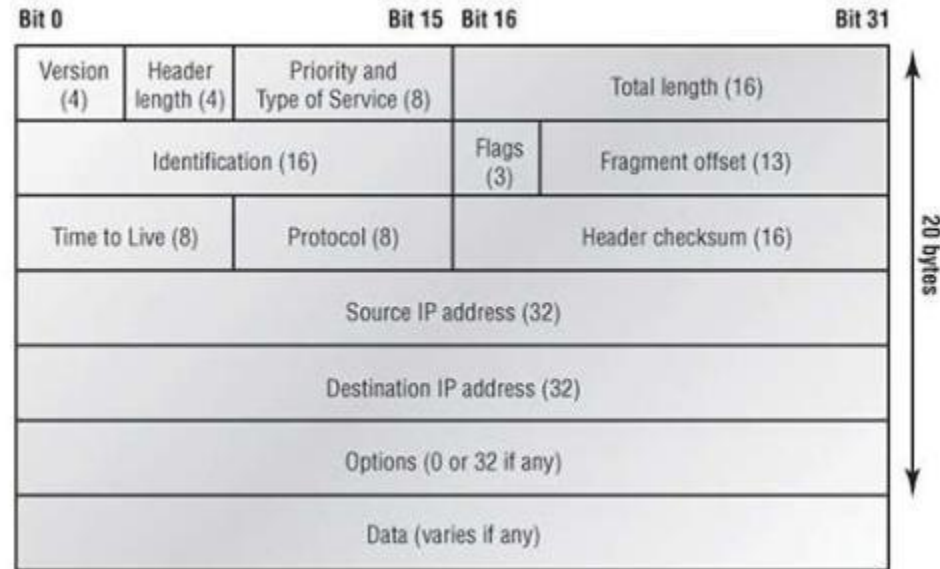 Bit 0 Bit 15 Bit 16 Bit 31
Version
(4)
Header
length (4)
Priority and
Type of Service (8)
Total length (16)
Identification (16)
Flags
(3)
Fragment offset (13)
Time to Live (8)
Protocol (8)
Header checksum (16)
Source IP address (32)
Destination IP address (32)
Options (0 or 32 if any)
Data (varies if any)
20 bytes